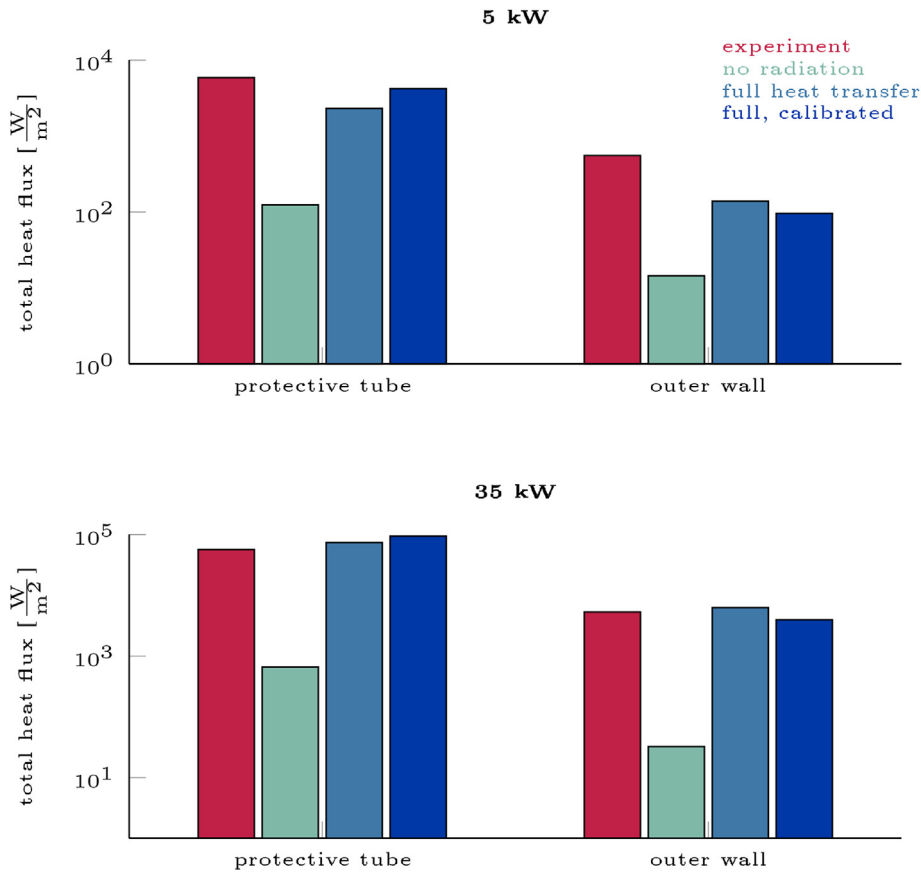 5 kW
experiment
no radiation
full heat transfer
full, calibrated
total heat flux [W/m2]
10^4
10^2
10^0
protective tube
outer wall
35 kW
total heat flux [W/m2]
10^5
10^3
10^1
protective tube
outer wall